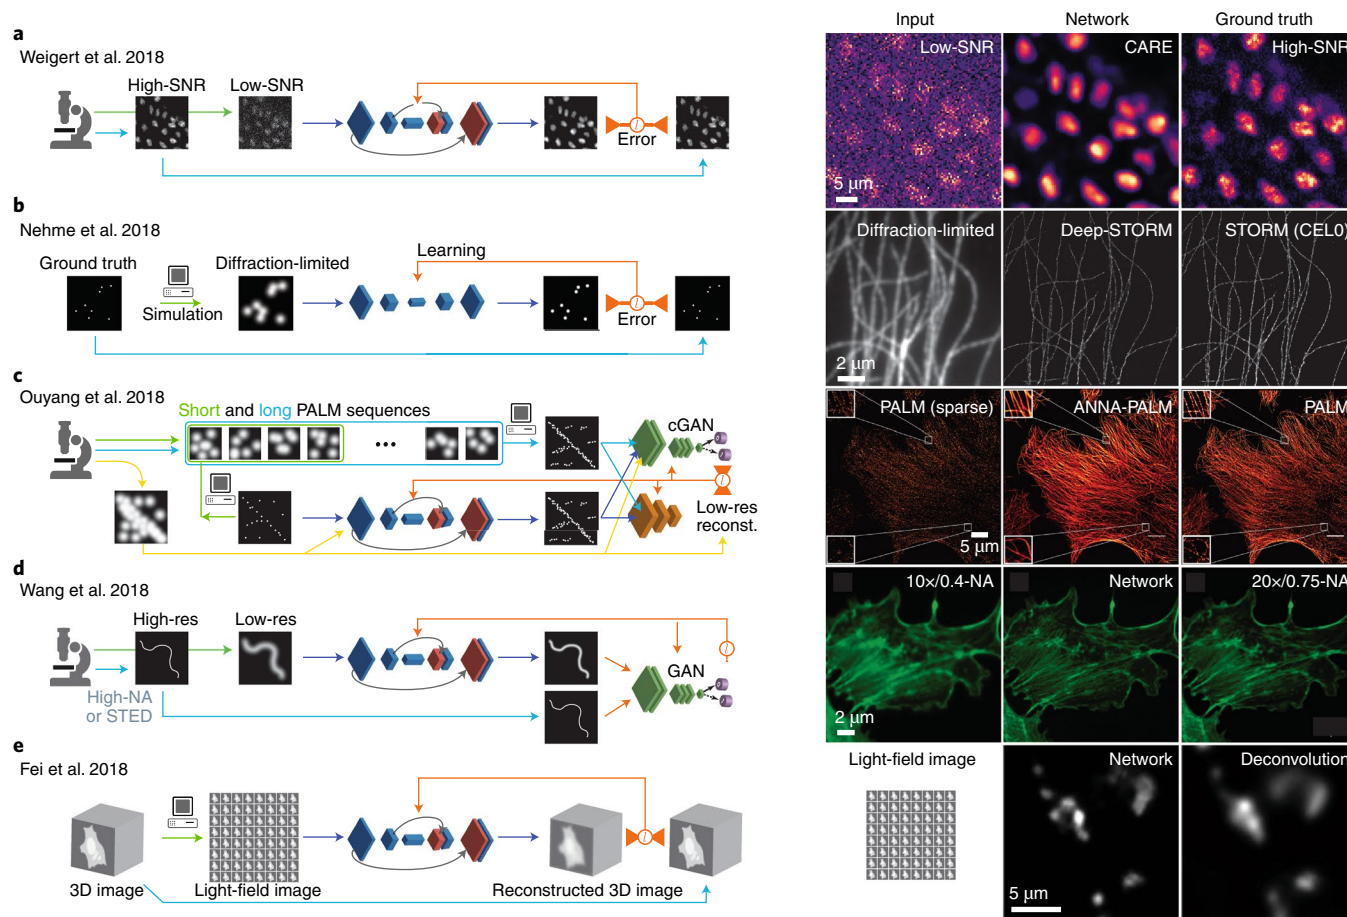 a
Weigert et al. 2018
High-SNR
Low-SNR
l
Error
b
Nehme et al. 2018
Ground truth
Simulation
Diffraction-limited
Learning
l
Error
c
Ouyang et al. 2018
Short and long PALM sequences
...
cGAN
l
Low-res
reconst.
d
Wang et al. 2018
High-res
Low-res
High-NA
or STED
GAN
l
e
Fei et al. 2018
3D image
Light-field image
Reconstructed 3D image
l
Input
Network
Ground truth
Low-SNR
CARE
High-SNR
5 µm
Diffraction-limited
Deep-STORM
STORM (CEL0)
2 µm
PALM (sparse)
ANNA-PALM
PALM
5 µm
10×/0.4-NA
Network
20×/0.75-NA
2 µm
Light-field image
Network
Deconvolution
5 µm